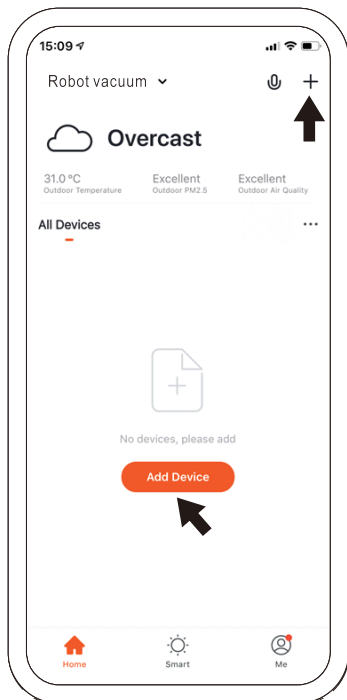 15:09
Robot vacuum
Overcast
31.0 °C Excellent Excellent
Outdoor Temperature Outdoor PM2.5 Outdoor Air Quality
All Devices
No devices, please add
Add Device
Home Smart Me